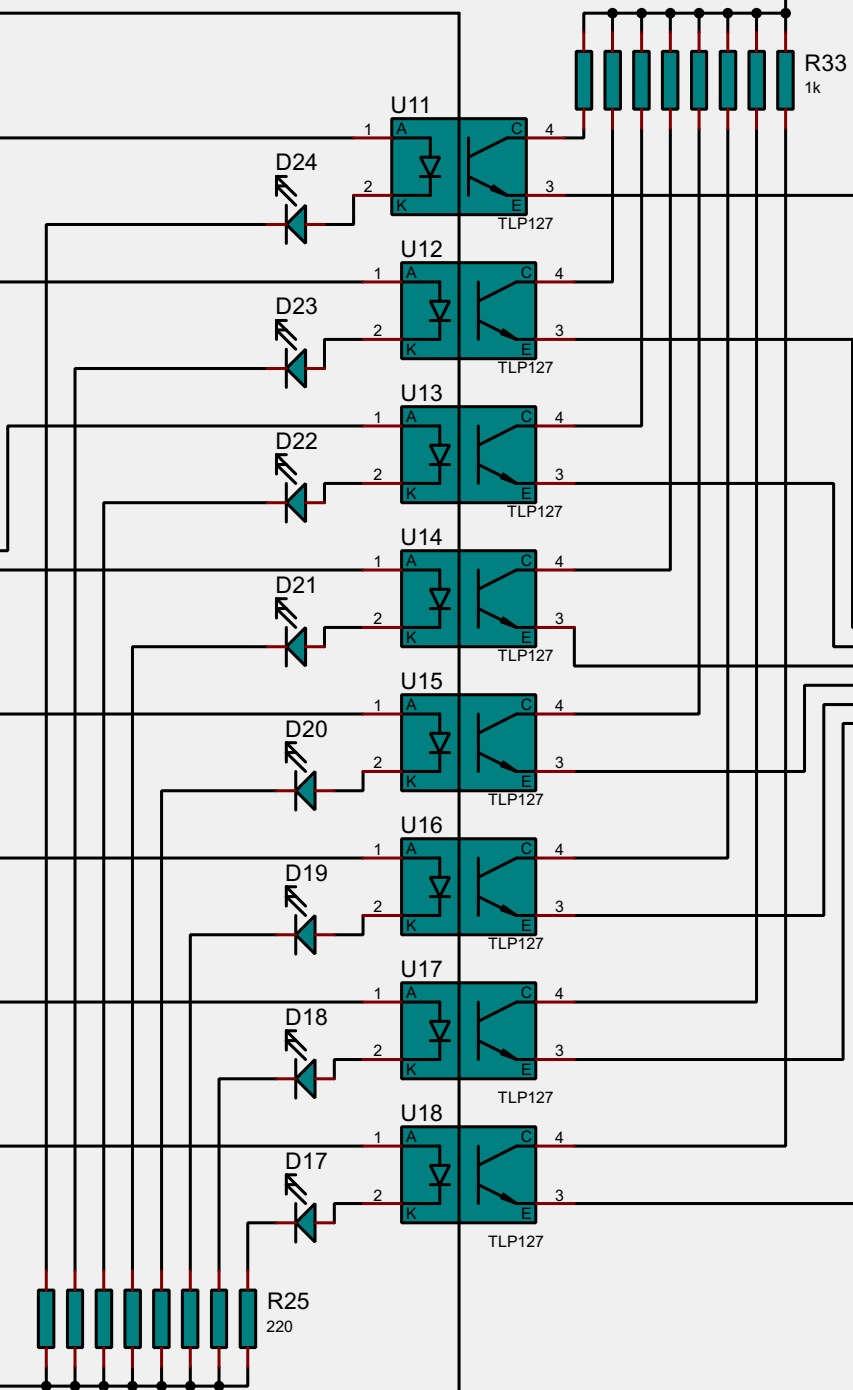 R33
1k
U11
1 A C 4
D24
2 K E 3
TLP127
U12
1 A C 4
D23
2 K E 3
TLP127
U13
1 A C 4
D22
2 K E 3
TLP127
U14
1 A C 4
D21
2 K E 3
TLP127
U15
1 A C 4
D20
2 K E 3
TLP127
U16
1 A C 4
D19
2 K E 3
TLP127
U17
1 A C 4
D18
2 K E 3
TLP127
U18
1 A C 4
D17
2 K E 3
TLP127
R25
220